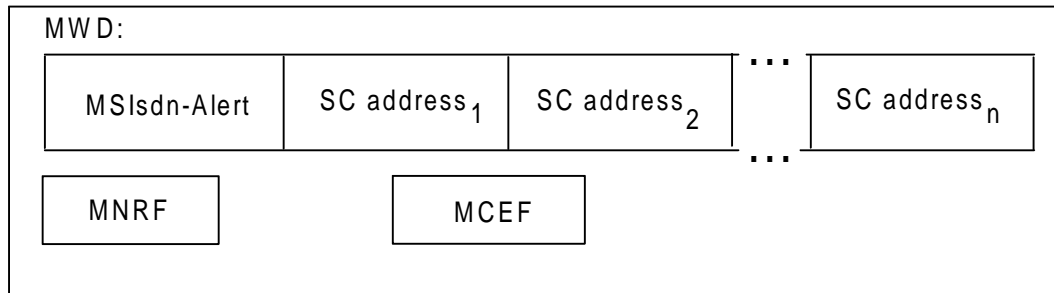 MWD:
MSIsdn-Alert SC address1 SC address2 ... SC addressn
...
MNRF MCEF